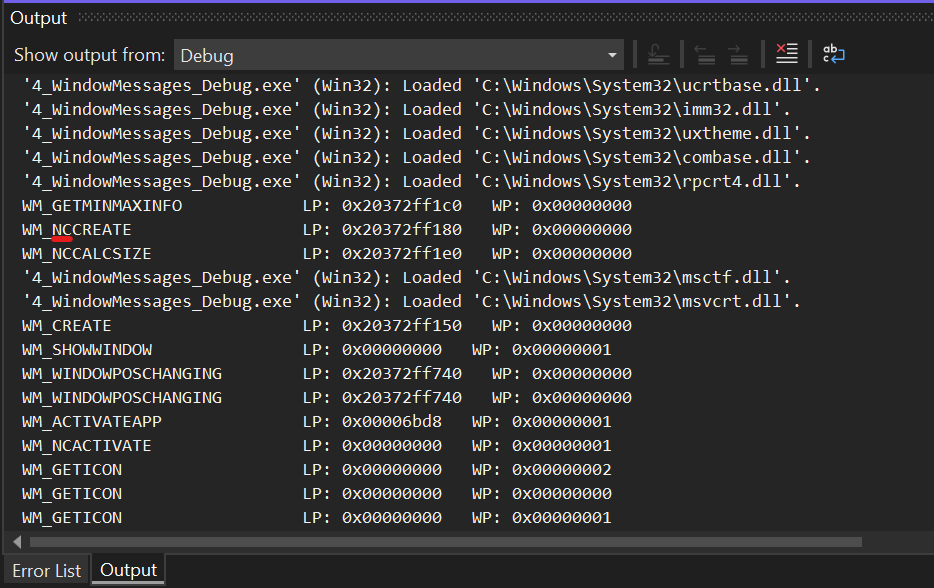 Output
Show output from: Debug
'4_WindowMessages_Debug.exe' (Win32): Loaded 'C:\Windows\System32\ucrtbase.dll'.
'4_WindowMessages_Debug.exe' (Win32): Loaded 'C:\Windows\System32\imm32.dll'.
'4_WindowMessages_Debug.exe' (Win32): Loaded 'C:\Windows\System32\uxtheme.dll'.
'4_WindowMessages_Debug.exe' (Win32): Loaded 'C:\Windows\System32\combase.dll'.
'4_WindowMessages_Debug.exe' (Win32): Loaded 'C:\Windows\System32\rpcrt4.dll'.
WM_GETMINMAXINFO LP: 0x20372ff1c0 WP: 0x00000000
WM_NCCREATE LP: 0x20372ff180 WP: 0x00000000
WM_NCCALCSIZE LP: 0x20372ff1e0 WP: 0x00000000
'4_WindowMessages_Debug.exe' (Win32): Loaded 'C:\Windows\System32\msctf.dll'.
'4_WindowMessages_Debug.exe' (Win32): Loaded 'C:\Windows\System32\msvcrt.dll'.
WM_CREATE LP: 0x20372ff150 WP: 0x00000000
WM_SHOWWINDOW LP: 0x00000000 WP: 0x00000001
WM_WINDOWPOSCHANGING LP: 0x20372ff740 WP: 0x00000000
WM_WINDOWPOSCHANGING LP: 0x20372ff740 WP: 0x00000000
WM_ACTIVATEAPP LP: 0x00006bd8 WP: 0x00000001
WM_NCACTIVATE LP: 0x00000000 WP: 0x00000001
WM_GETICON LP: 0x00000000 WP: 0x00000002
WM_GETICON LP: 0x00000000 WP: 0x00000000
WM_GETICON LP: 0x00000000 WP: 0x00000001
Error List Output